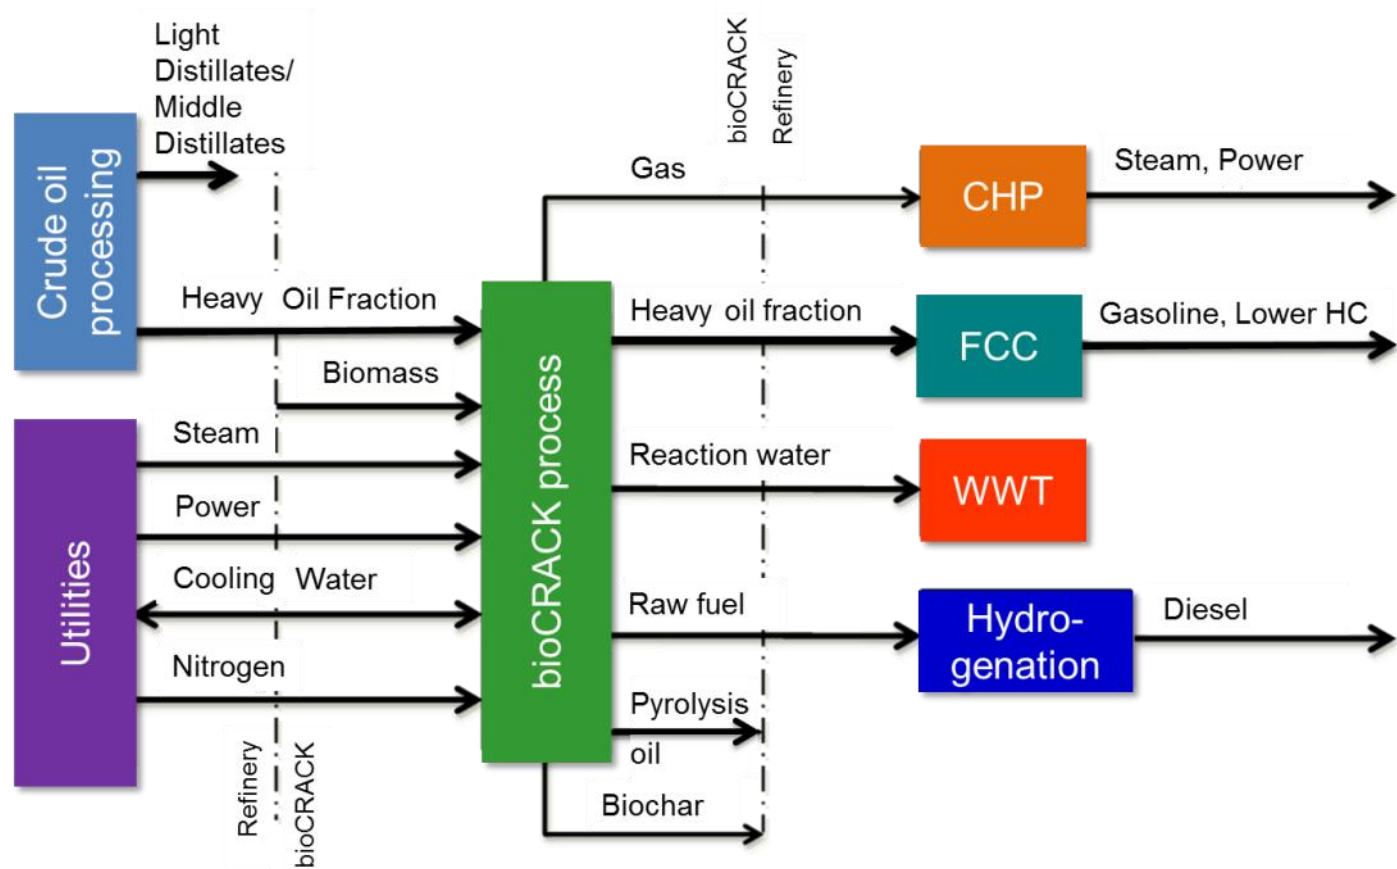 Light
Distillates/
Middle
Distillates
Crude oil
processing
Heavy Oil Fraction
Biomass
Steam
Power
Cooling Water
Nitrogen
Utilities
Refinery
bioCRACK
bioCRACK process
bioCRACK
Refinery
Gas
CHP
Steam, Power
Heavy oil fraction
FCC
Gasoline, Lower HC
Reaction water
WWT
Raw fuel
Hydro-
genation
Diesel
Pyrolysis
oil
Biochar